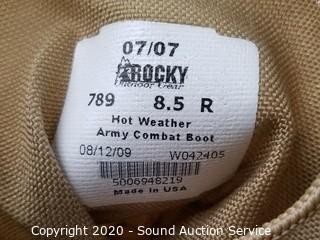 07/07
ROCKY
Outdoor Gear
789 8.5 R
Hot Weather
Army Combat Boot
08/12/09 W042405
5006948219
Made in USA
Copyright © 2020 - Sound Auction Service